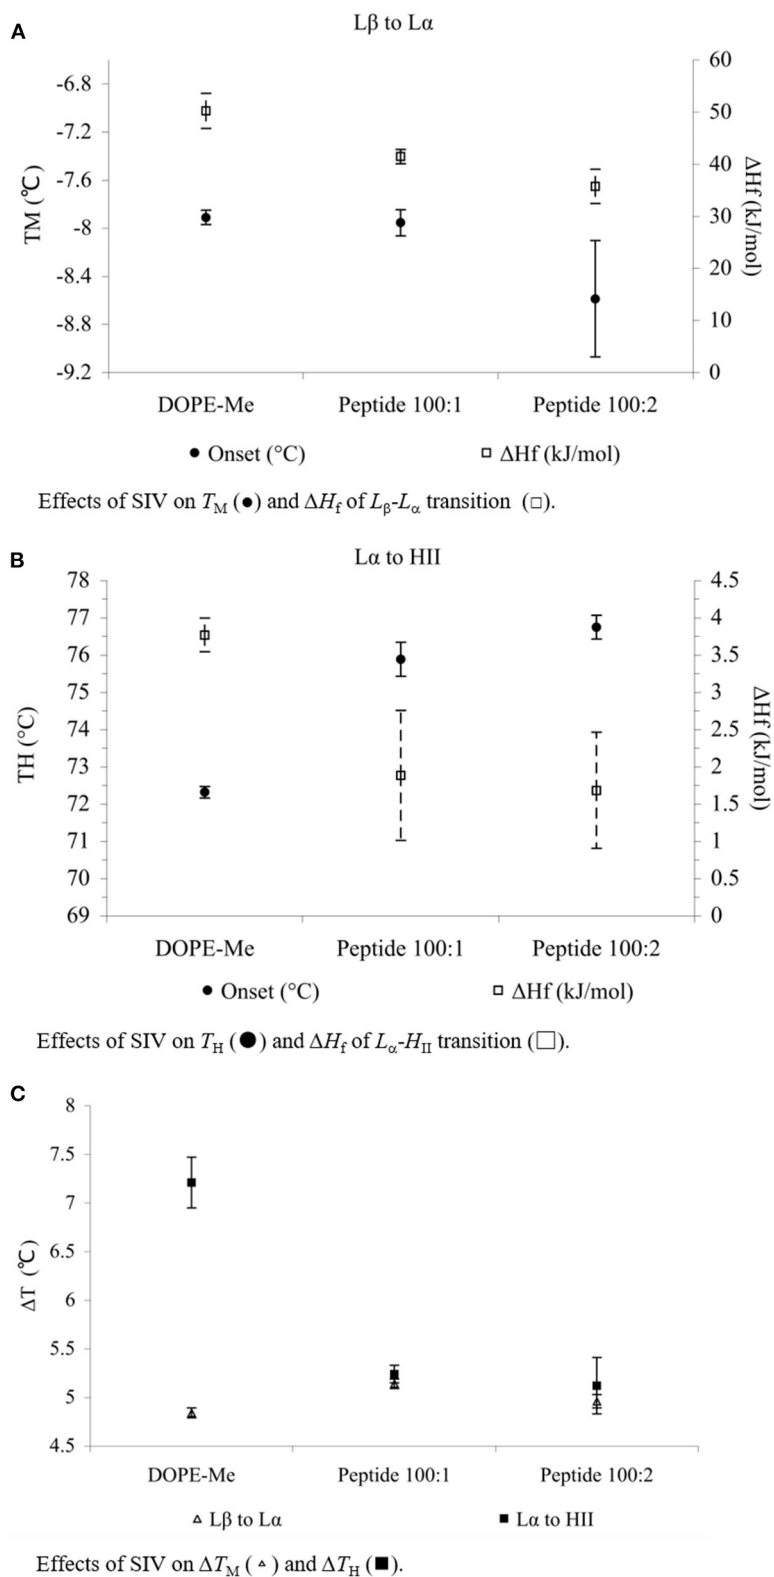 A
Lβ to Lα
-6.8
-7.2
-7.6
-8
-8.4
-8.8
-9.2
TM (℃)
60
50
40
30
20
10
0
ΔHf (kJ/mol)
DOPE-Me Peptide 100:1 Peptide 100:2
● Onset (°C) □ ΔHf (kJ/mol)
Effects of SIV on TM (●) and ΔHf of Lβ-Lα transition (□).
B
Lα to HII
78
77
76
75
74
73
72
71
70
69
TH (°C)
4.5
4
3.5
3
2.5
2
1.5
1
0.5
0
ΔHf (kJ/mol)
DOPE-Me Peptide 100:1 Peptide 100:2
● Onset (°C) □ ΔHf (kJ/mol)
Effects of SIV on TH (●) and ΔHf of Lα-HII transition (□).
C
8
7.5
7
6.5
6
5.5
5
4.5
ΔT (℃)
DOPE-Me Peptide 100:1 Peptide 100:2
△ Lβ to Lα ■ Lα to HII
Effects of SIV on ΔTM (△) and ΔTH (■).